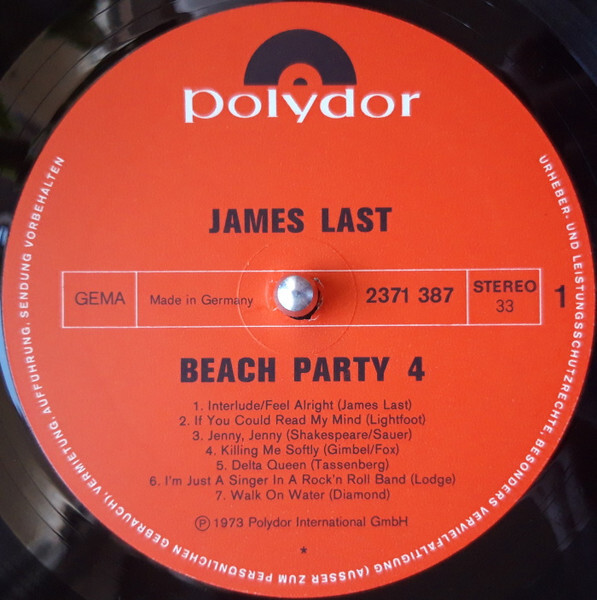 polydor
JAMES LAST
GEMA
Made in Germany
2371 387
STEREO
33
1
BEACH PARTY 4
1. Interlude/Feel Alright (James Last)
2. If You Could Read My Mind (Lightfoot)
3. Jenny, Jenny (Shakespeare/Sauer)
4. Killing Me Softly (Gimbel/Fox)
5. Delta Queen (Tassenberg)
6. I'm Just A Singer In A Rock'n Roll Band (Lodge)
7. Walk On Water (Diamond)
Ⓟ 1973 Polydor International GmbH
*
URHEBER- UND LEISTUNGSSCHUTZRECHTE, BESONDERS VERVIELFÄLTIGUNG (AUSSER ZUM PERSÖNLICHEN GEBRAUCH), VERMIETUNG, AUFFÜHRUNG, SENDUNG VORBEHALTEN